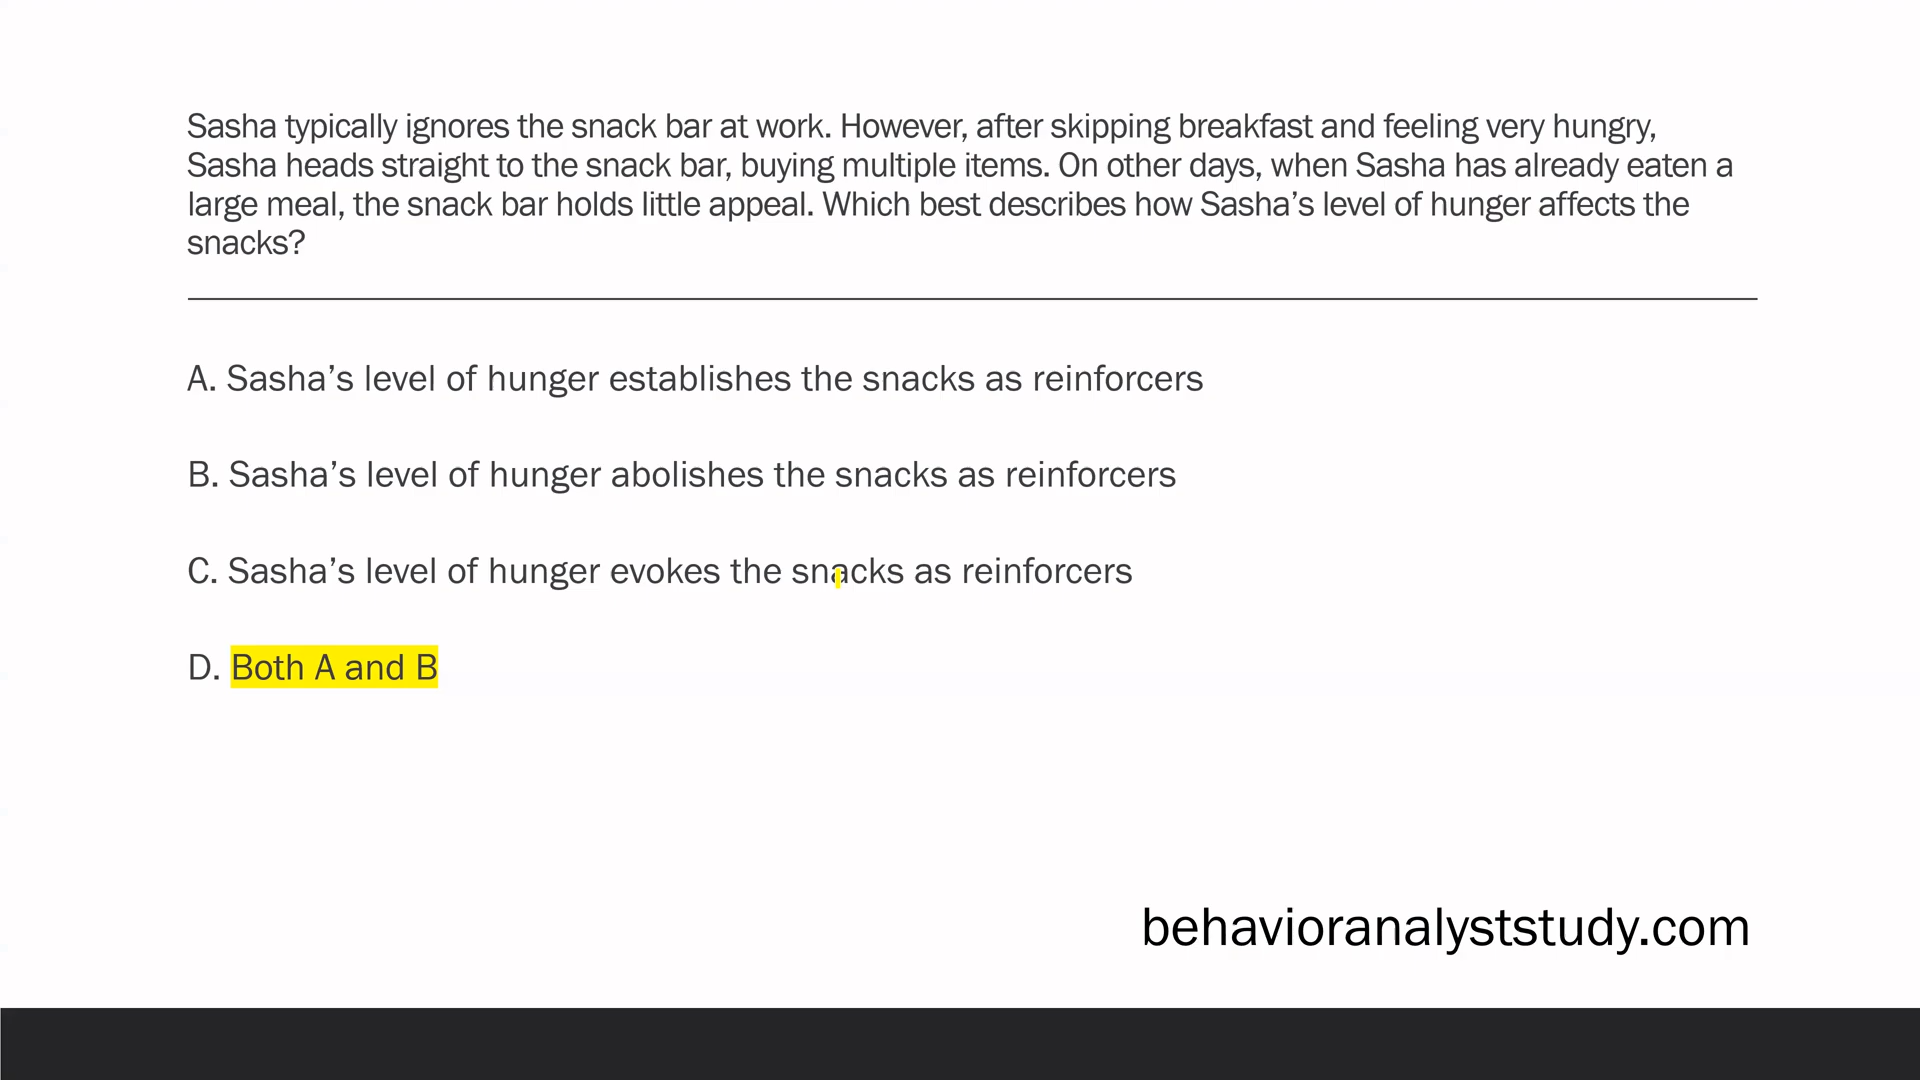 Sasha typically ignores the snack bar at work. However, after skipping breakfast and feeling very hungry,
Sasha heads straight to the snack bar, buying multiple items. On other days, when Sasha has already eaten a
large meal, the snack bar holds little appeal. Which best describes how Sasha’s level of hunger affects the
snacks?
A. Sasha’s level of hunger establishes the snacks as reinforcers
B. Sasha’s level of hunger abolishes the snacks as reinforcers
C. Sasha’s level of hunger evokes the snacks as reinforcers
D. Both A and B
behavioranalyststudy.com